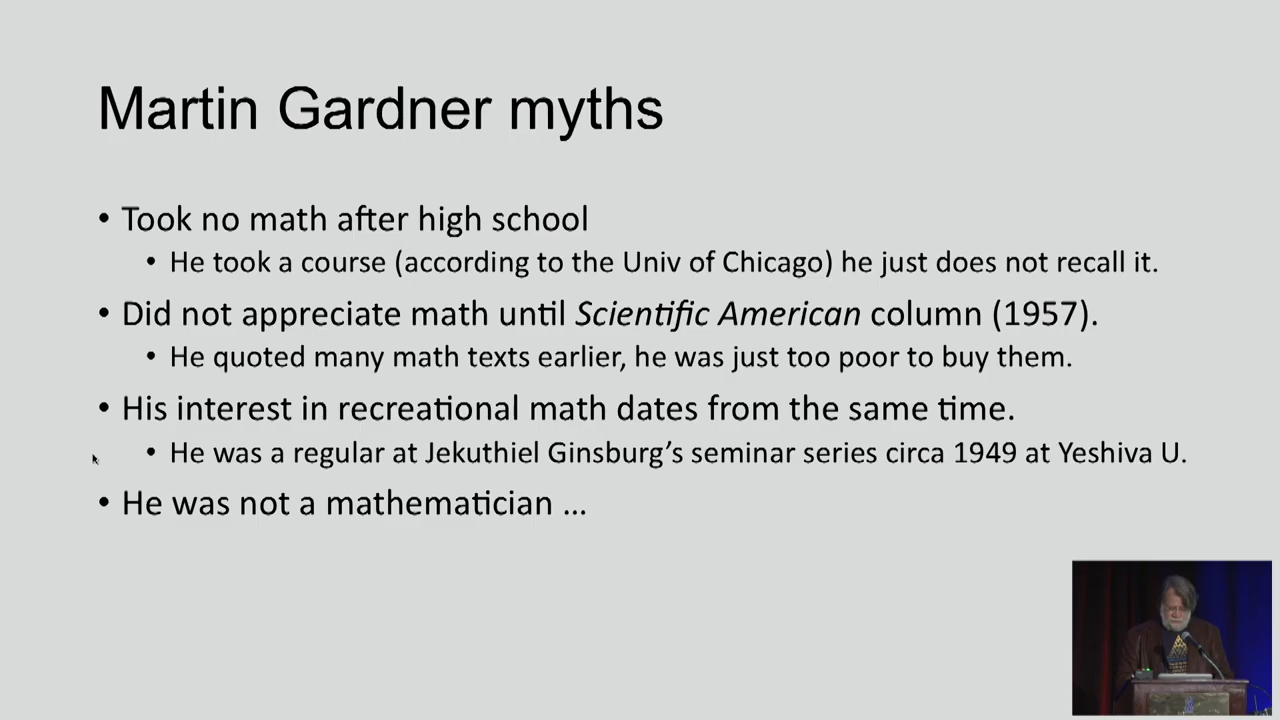 Martin Gardner myths
• Took no math after high school
• He took a course (according to the Univ of Chicago) he just does not recall it.
• Did not appreciate math until Scientific American column (1957).
• He quoted many math texts earlier, he was just too poor to buy them.
• His interest in recreational math dates from the same time.
• He was a regular at Jekuthiel Ginsburg’s seminar series circa 1949 at Yeshiva U.
• He was not a mathematician ...